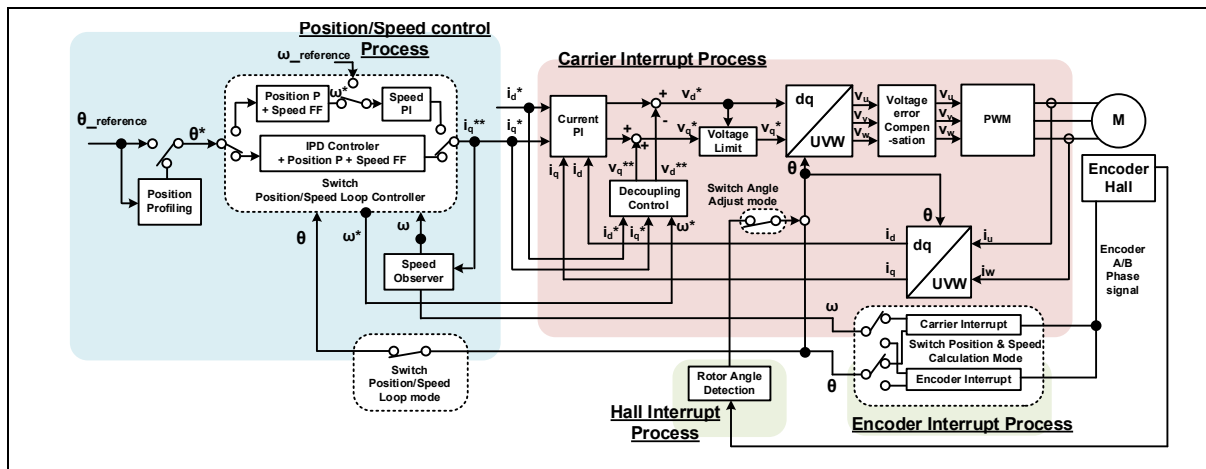 Position/Speed control
Process
ω_reference
Position P
+ Speed FF
ω*
Speed
PI
θ_reference
θ*
IPD Controler
+ Position P + Speed FF
Switch
Position/Speed Loop Controller
Position
Profiling
θ
ω*
ω
Speed
Observer
Switch
Position/Speed
Loop mode
iq**
id*
iq*
Carrier Interrupt Process
Current
PI
iq
id
+
-
+
+
vd*
vq*
vq**
vd**
Voltage
Limit
vq*
Decoupling
Control
id*
iq*
ω*
dq
UVW
θ
vu
vv
vw
Voltage
error
Compen
-sation
vu
vv
vw
PWM
M
Encoder
Hall
Switch Angle
Adjust mode
θ
id
iq
dq
UVW
iu
iw
Encoder
A/B
Phase
signal
ω
θ
Carrier Interrupt
Switch Position & Speed
Calculation Mode
Encoder Interrupt
Encoder Interrupt Process
Rotor Angle
Detection
Hall Interrupt
Process